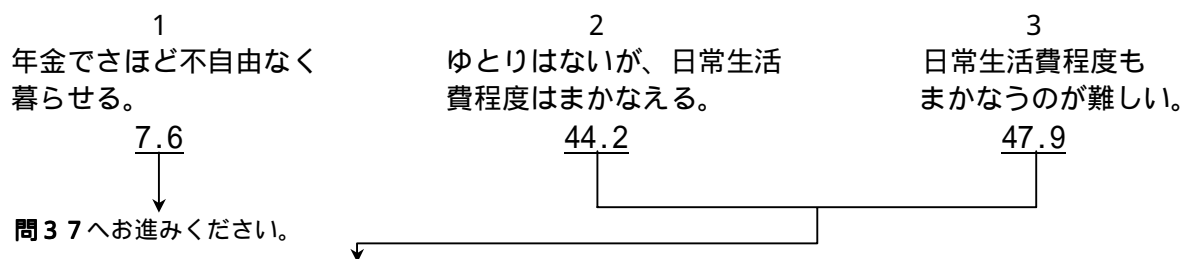 1 2 3
年金でさほど不自由なく ゆとりはないが、日常生活 日常生活費程度も
暮らせる。 費程度はまかなえる。 まかなうのが難しい。
7.6 44.2 47.9
問37へお進みください。